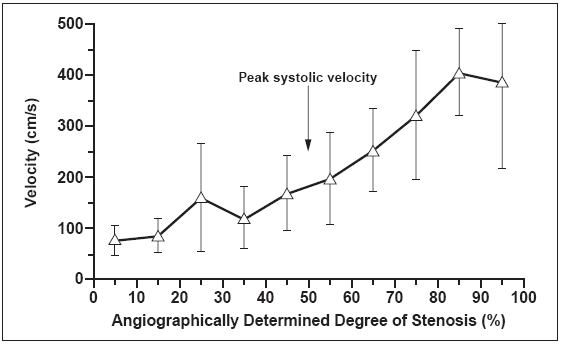 500
400
300
200
100
0
Velocity (cm/s)
Peak systolic velocity
0 10 20 30 40 50 60 70 80 90 100
Angiographically Determined Degree of Stenosis (%)